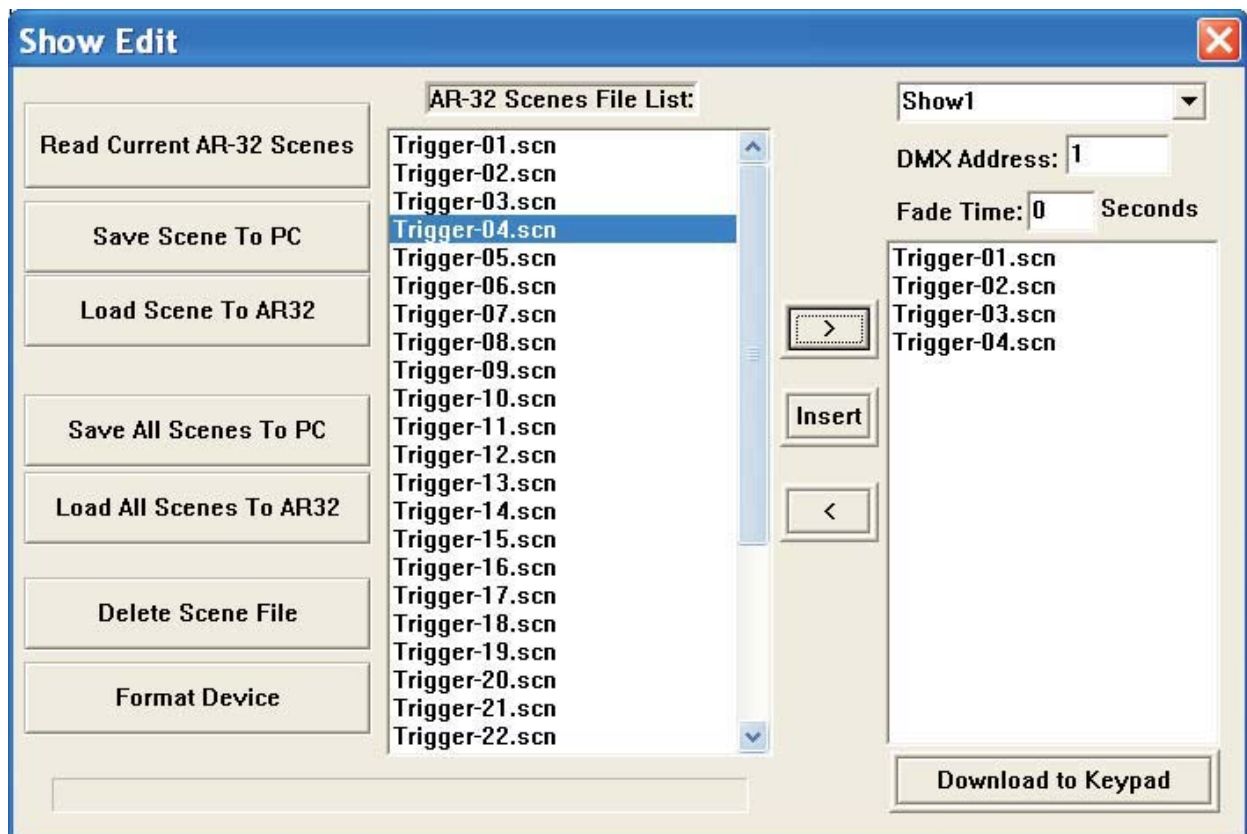 Show Edit
Read Current AR-32 Scenes
Save Scene To PC
Load Scene To AR32
Save All Scenes To PC
Load All Scenes To AR32
Delete Scene File
Format Device
AR-32 Scenes File List:
Trigger-01.scn
Trigger-02.scn
Trigger-03.scn
Trigger-04.scn
Trigger-05.scn
Trigger-06.scn
Trigger-07.scn
Trigger-08.scn
Trigger-09.scn
Trigger-10.scn
Trigger-11.scn
Trigger-12.scn
Trigger-13.scn
Trigger-14.scn
Trigger-15.scn
Trigger-16.scn
Trigger-17.scn
Trigger-18.scn
Trigger-19.scn
Trigger-20.scn
Trigger-21.scn
Trigger-22.scn
>
Insert
<
Show1
DMX Address: 1
Fade Time: 0 Seconds
Trigger-01.scn
Trigger-02.scn
Trigger-03.scn
Trigger-04.scn
Download to Keypad